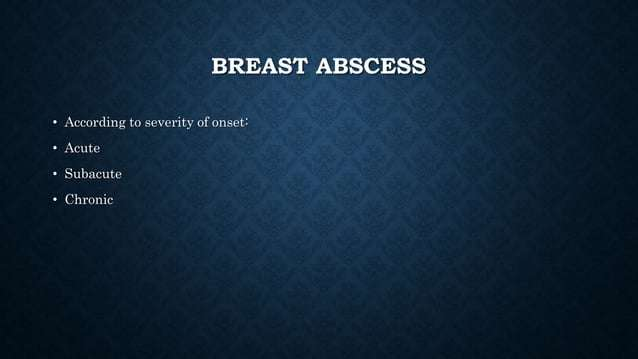 BREAST ABSCESS
• According to severity of onset:
• Acute
• Subacute
• Chronic